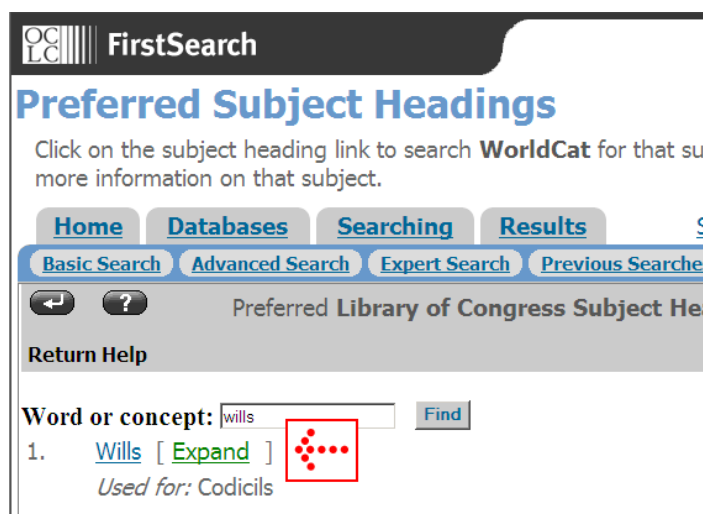 OCLC FirstSearch
Preferred Subject Headings
Click on the subject heading link to search WorldCat for that su
more information on that subject.
Home Databases Searching Results S
Basic Search Advanced Search Expert Search Previous Searche
? Preferred Library of Congress Subject Hea
Return Help
Word or concept: wills Find
1. Wills [ Expand ]
Used for: Codicils